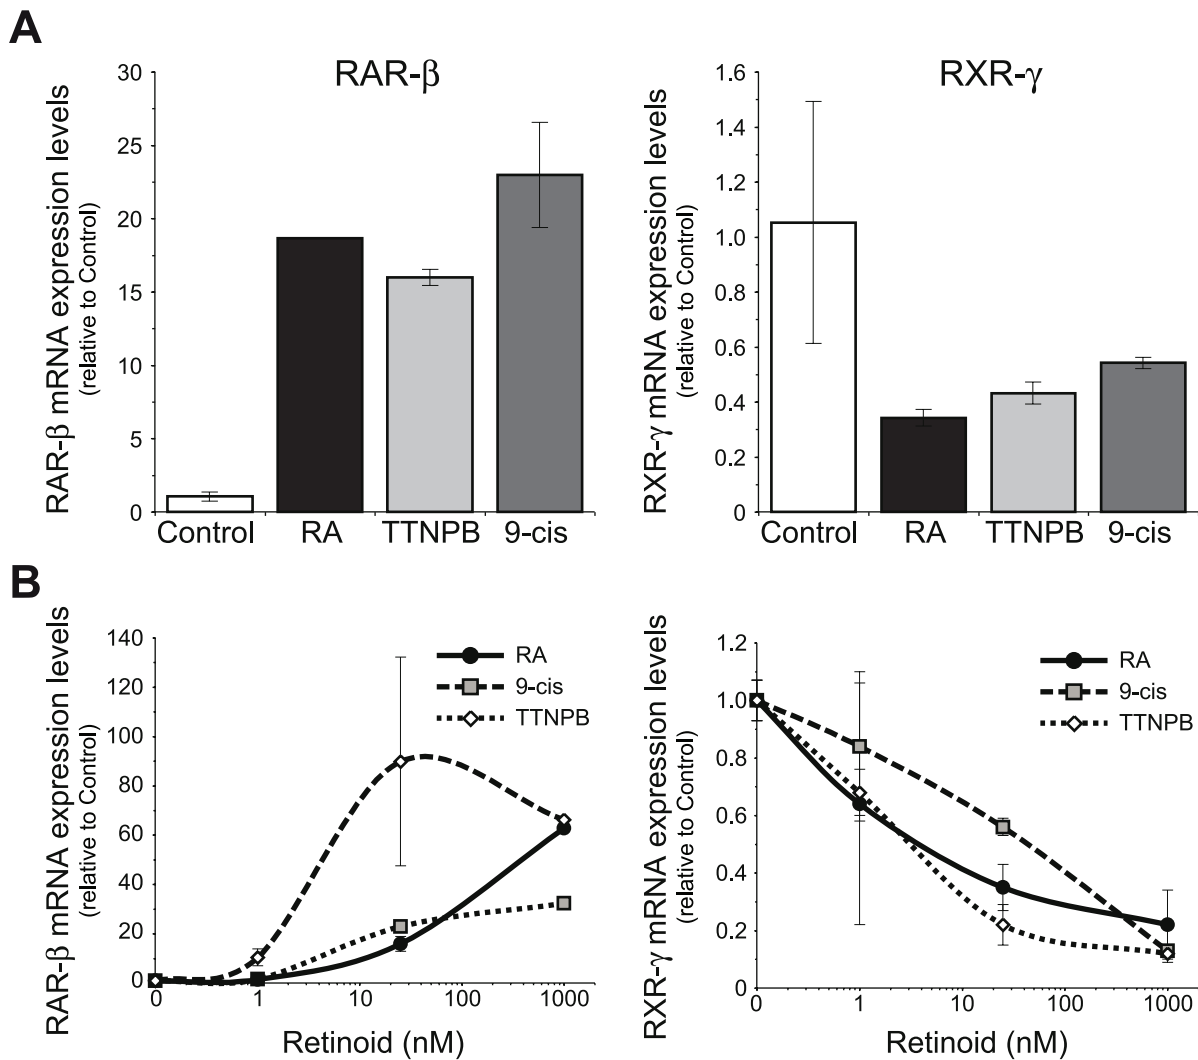 A
RAR-β
RAR-β mRNA expression levels
(relative to Control)
30
25
20
15
10
5
0
Control RA TTNPB 9-cis
RXR-γ
RXR-γ mRNA expression levels
(relative to Control)
1.6
1.4
1.2
1.0
0.8
0.6
0.4
0.2
0
Control RA TTNPB 9-cis
B
RAR-β mRNA expression levels
(relative to Control)
140
120
100
80
60
40
20
0
RA
9-cis
TTNPB
0 1 10 100 1000
Retinoid (nM)
RXR-γ mRNA expression levels
(relative to Control)
1.2
1.0
0.8
0.6
0.4
0.2
0
RA
9-cis
TTNPB
0 1 10 100 1000
Retinoid (nM)